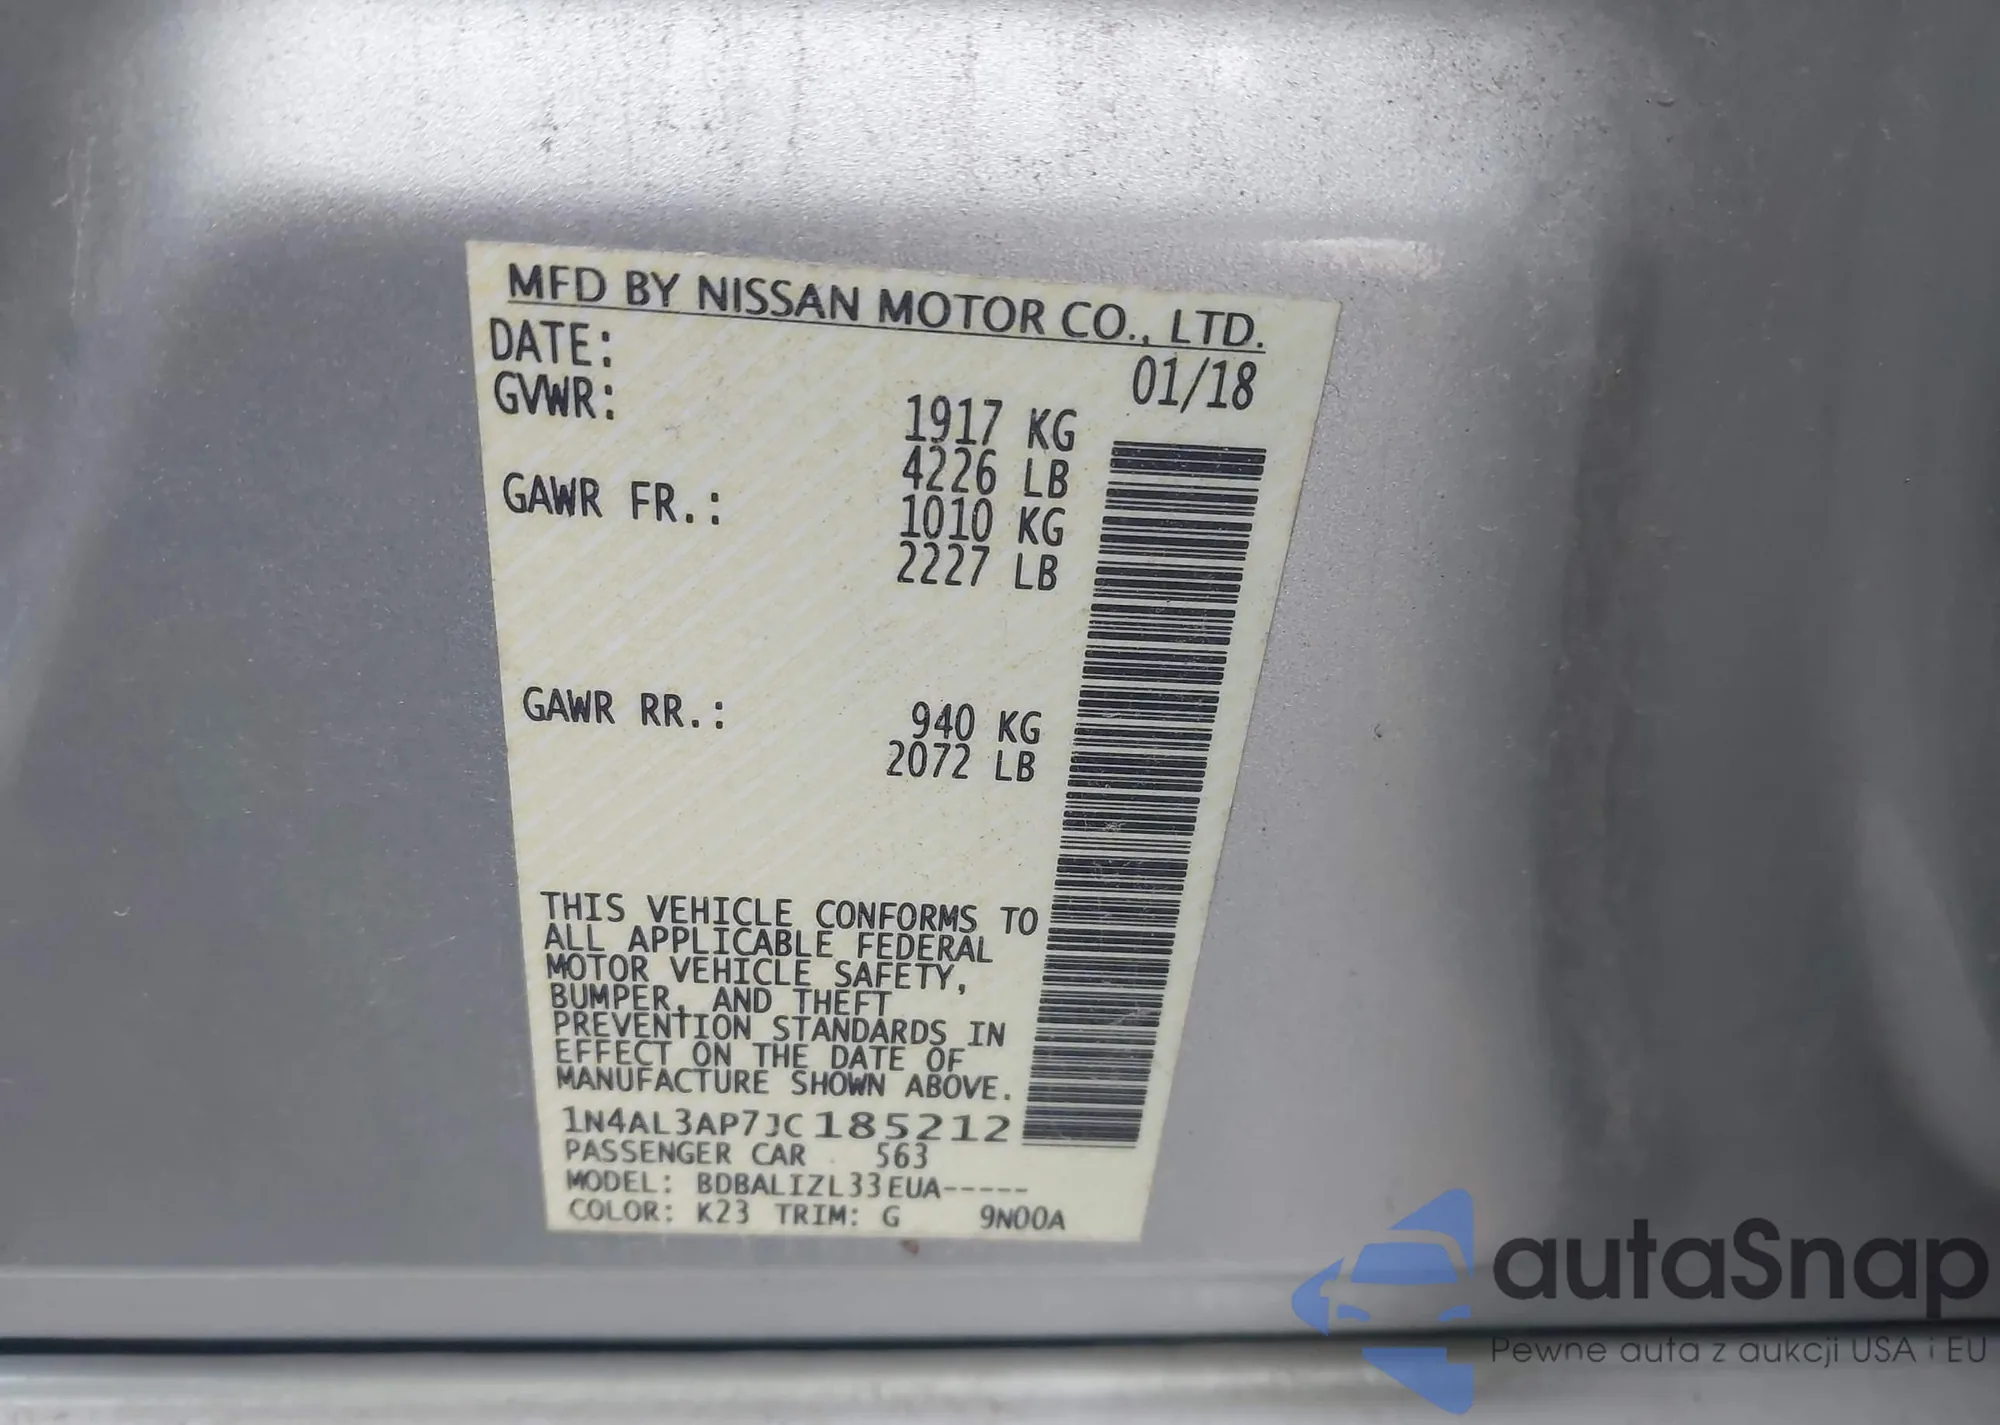 MFD BY NISSAN MOTOR CO., LTD.
DATE: 01/18
GVWR: 1917 KG
4226 LB
GAWR FR.: 1010 KG
2227 LB
GAWR RR.: 940 KG
2072 LB
THIS VEHICLE CONFORMS TO
ALL APPLICABLE FEDERAL
MOTOR VEHICLE SAFETY,
BUMPER, AND THEFT
PREVENTION STANDARDS IN
EFFECT ON THE DATE OF
MANUFACTURE SHOWN ABOVE.
1N4AL3AP7JC185212
PASSENGER CAR 563
MODEL: BDBALIZL33EUA-----
COLOR: K23 TRIM: G 9N00A
autaSnap
Pewne auta z aukcji USA i EU